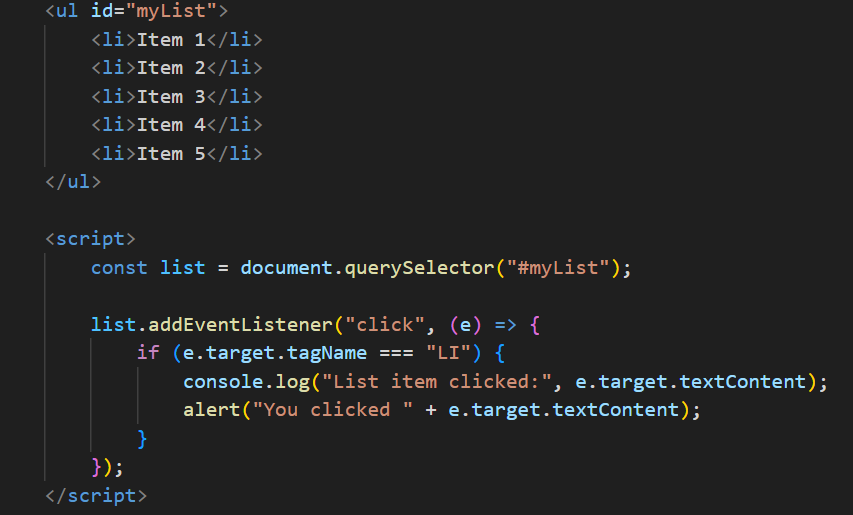 <ul id="myList">
    <li>Item 1</li>
    <li>Item 2</li>
    <li>Item 3</li>
    <li>Item 4</li>
    <li>Item 5</li>
</ul>

<script>
    const list = document.querySelector("#myList");

    list.addEventListener("click", (e) => {
        if (e.target.tagName === "LI") {
            console.log("List item clicked:", e.target.textContent);
            alert("You clicked " + e.target.textContent);
        }
    });
</script>